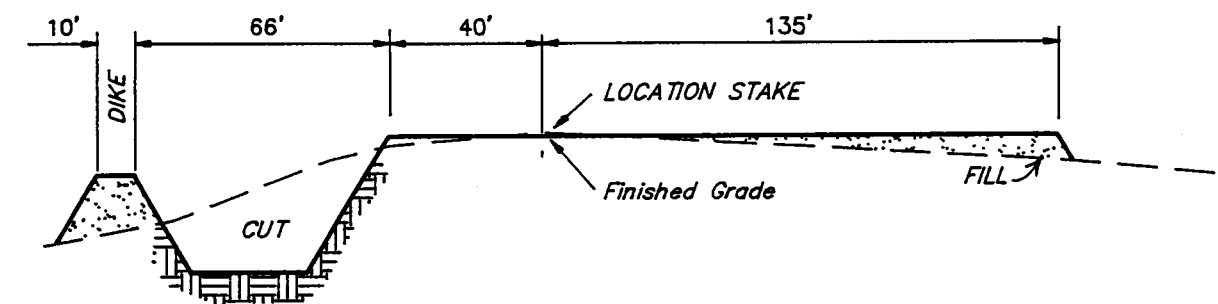 10' 66' 40' 135'
DIKE
LOCATION STAKE
Finished Grade
CUT
FILL